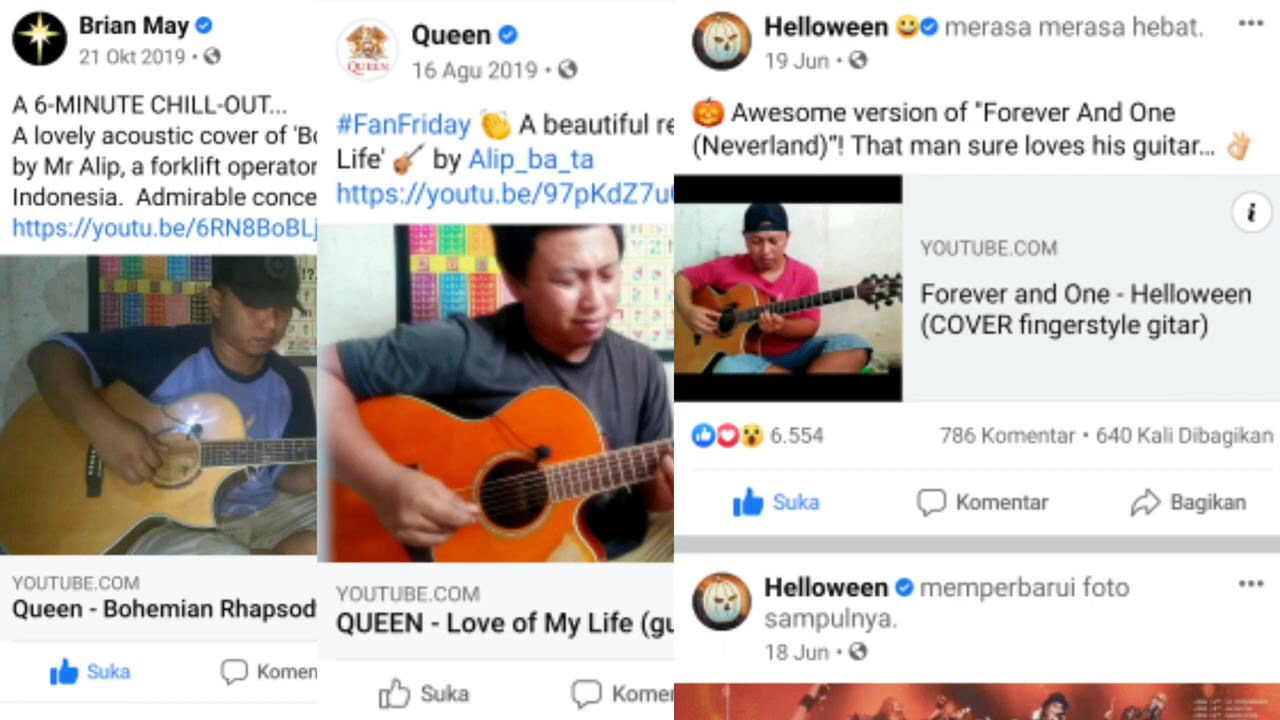 Brian May
21 Okt 2019
A 6-MINUTE CHILL-OUT...
A lovely acoustic cover of 'Bo
by Mr Alip, a forklift operator
Indonesia. Admirable conce
https://youtu.be/6RN8BoBLj
YOUTUBE.COM
Queen - Bohemian Rhapsod
Suka
Komen
Queen
QUEEN
16 Agu 2019
#FanFriday 👏 A beautiful re
Life' 🎸 by Alip_ba_ta
https://youtu.be/97pKdZ7u
YOUTUBE.COM
QUEEN - Love of My Life (gu
Suka
Komen
Helloween 😀 merasa merasa hebat.
19 Jun
🎃 Awesome version of "Forever And One
(Neverland)"! That man sure loves his guitar... 👌🏼
YOUTUBE.COM
Forever and One - Helloween
(COVER fingerstyle gitar)
6.554
786 Komentar • 640 Kali Dibagikan
Suka
Komentar
Bagikan
Helloween memperbarui foto
sampulnya.
18 Jun